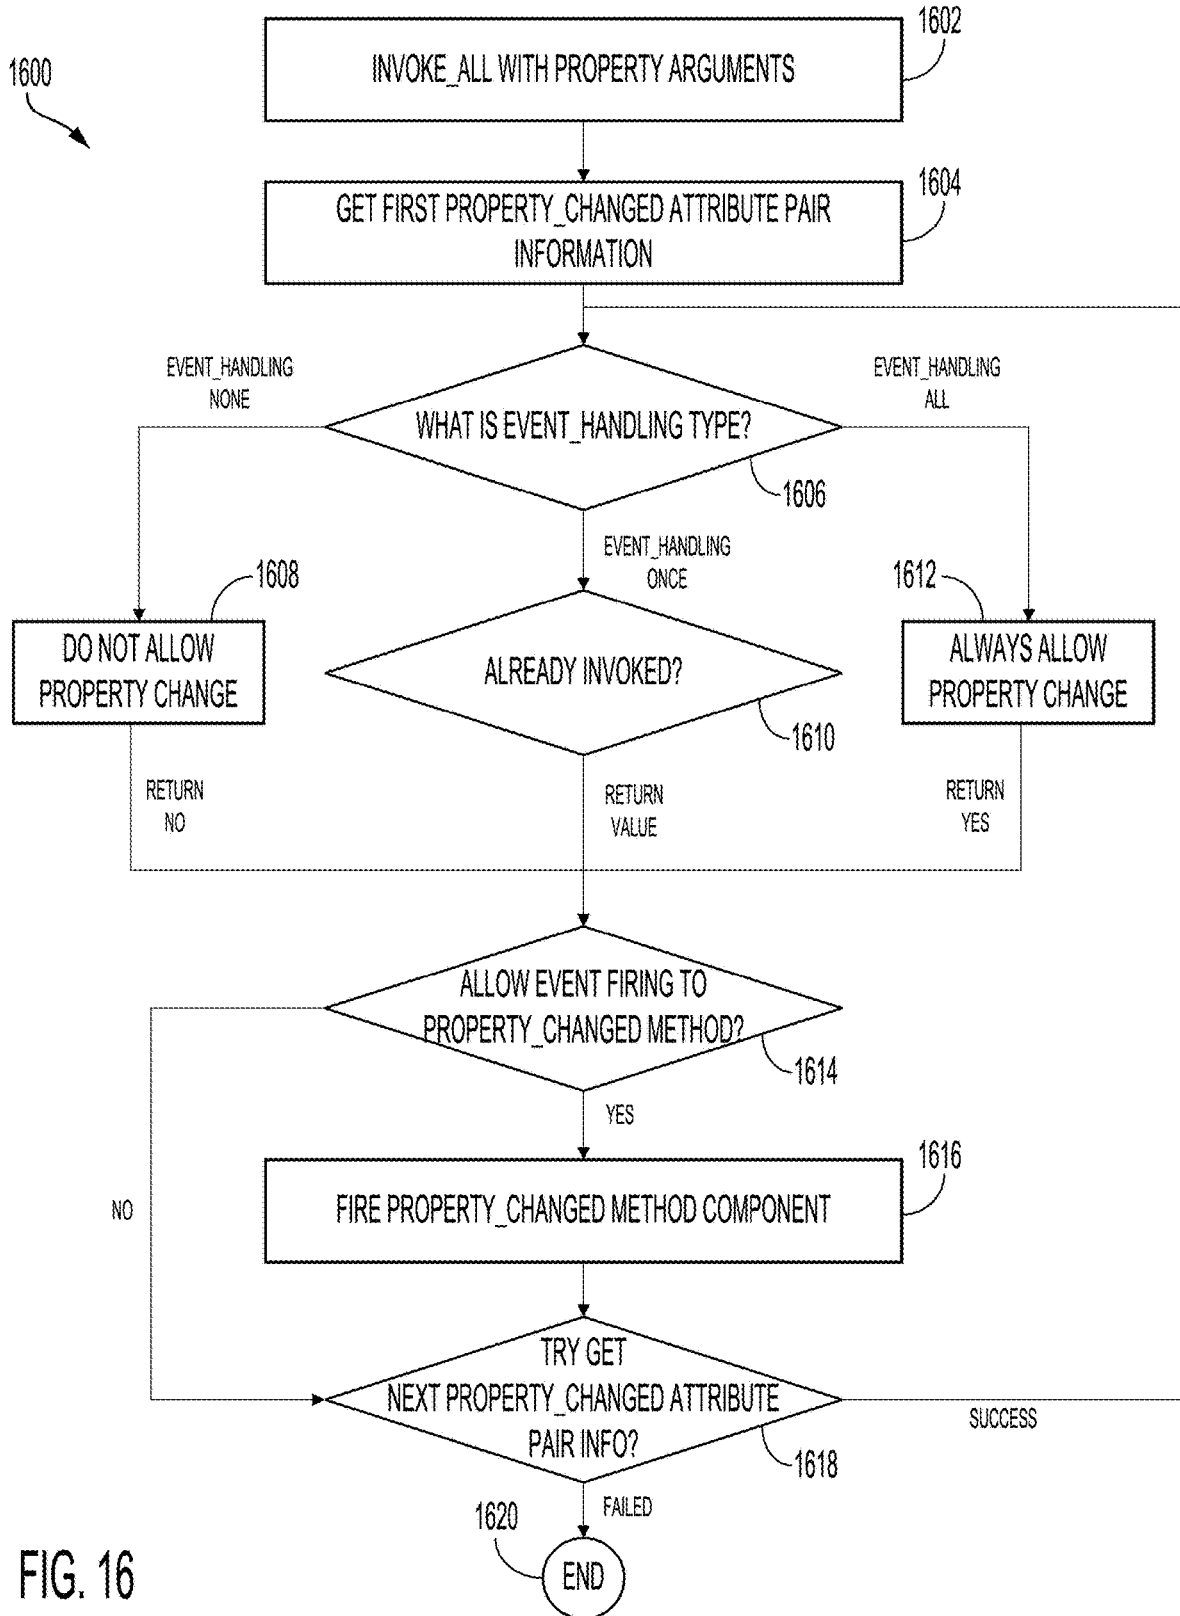 1602
INVOKE_ALL WITH PROPERTY ARGUMENTS
1600
1604
GET FIRST PROPERTY_CHANGED ATTRIBUTE PAIR
INFORMATION
EVENT_HANDLING
NONE
EVENT_HANDLING
ALL
WHAT IS EVENT_HANDLING TYPE?
1606
EVENT_HANDLING
ONCE
1608
1612
DO NOT ALLOW
PROPERTY CHANGE
ALREADY INVOKED?
ALWAYS ALLOW
PROPERTY CHANGE
1610
RETURN
NO
RETURN
VALUE
RETURN
YES
ALLOW EVENT FIRING TO
PROPERTY_CHANGED METHOD?
1614
YES
1616
NO
FIRE PROPERTY_CHANGED METHOD COMPONENT
TRY GET
NEXT PROPERTY_CHANGED ATTRIBUTE
PAIR INFO?
SUCCESS
1618
FAILED
1620
END
FIG. 16